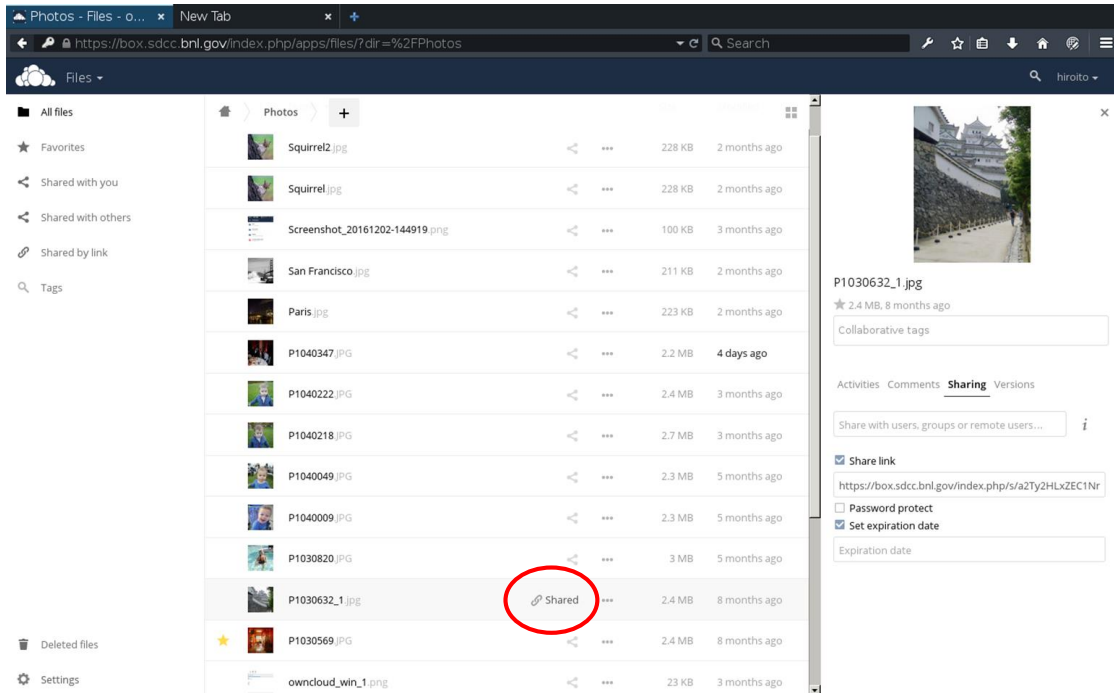 Photos - Files - o... × New Tab × +
https://box.sdcc.bnl.gov/index.php/apps/files/?dir=%2FPhotos Search
Files hiroito
All files
Favorites
Shared with you
Shared with others
Shared by link
Tags
Deleted files
Settings
Photos +
Squirrel2.jpg 228 KB 2 months ago
Squirrel.jpg 228 KB 2 months ago
Screenshot_20161202-144919.png 100 KB 3 months ago
San Francisco.jpg 211 KB 2 months ago
Paris.jpg 223 KB 2 months ago
P1040347.JPG 2.2 MB 4 days ago
P1040222.JPG 2.4 MB 3 months ago
P1040218.JPG 2.7 MB 3 months ago
P1040049.JPG 2.3 MB 5 months ago
P1040009.JPG 2.3 MB 5 months ago
P1030820.JPG 3 MB 5 months ago
P1030632_1.jpg Shared 2.4 MB 8 months ago
P1030569.JPG 2.4 MB 8 months ago
owncloud_win_1.png 23 KB 3 months ago
×
P1030632_1.jpg
2.4 MB, 8 months ago
Collaborative tags
Activities Comments Sharing Versions
Share with users, groups or remote users... i
Share link
https://box.sdcc.bnl.gov/index.php/s/a2Ty2HLxZEC1Nr
Password protect
Set expiration date
Expiration date